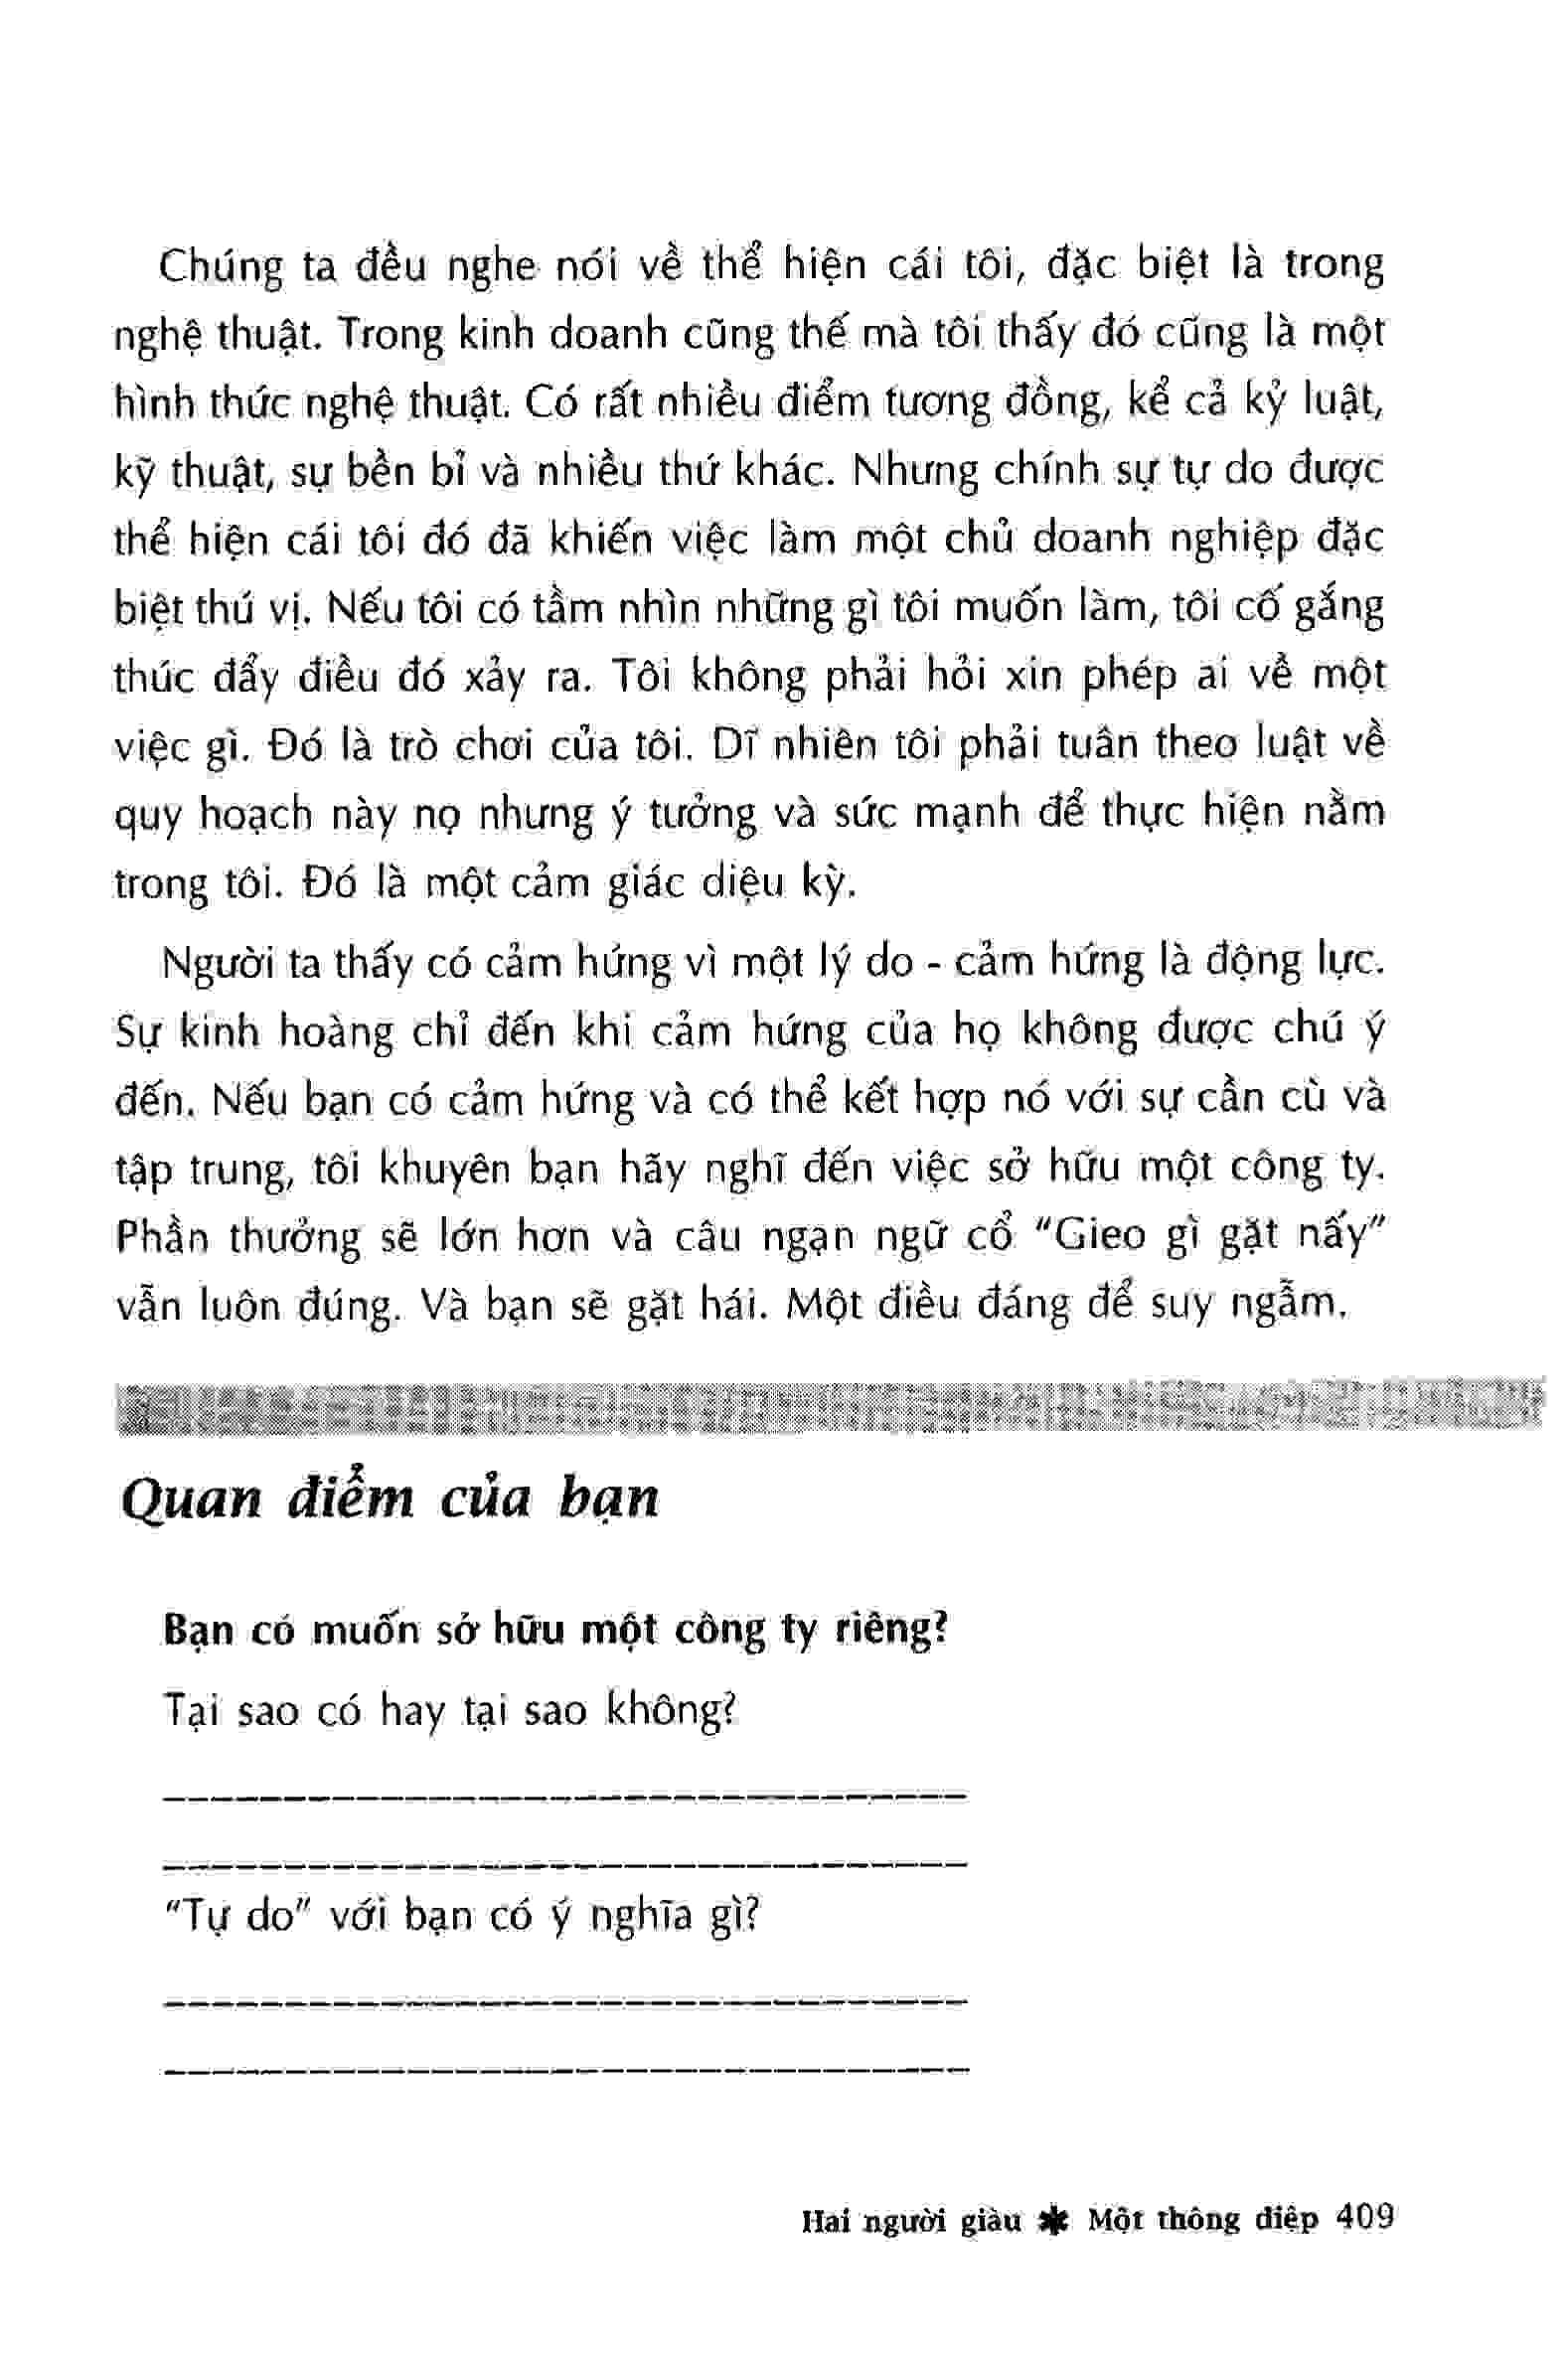 Chúng ta đều nghe nói về thể hiện cái tôi, đặc biệt là trong
nghệ thuật. Trong kinh doanh cũng thế mà tôi thấy đó cũng là một
hình thức nghệ thuật. Có rất nhiều điểm tương đồng, kể cả kỷ luật,
kỹ thuật, sự bền bỉ và nhiều thứ khác. Nhưng chính sự tự do được
thể hiện cái tôi đó đã khiến việc làm một chủ doanh nghiệp đặc
biệt thú vị. Nếu tôi có tầm nhìn những gì tôi muốn làm, tôi cố gắng
thúc đẩy điều đó xảy ra. Tôi không phải hỏi xin phép ai về một
việc gì. Đó là trò chơi của tôi. Dĩ nhiên tôi phải tuân theo luật về
quy hoạch này nọ nhưng ý tưởng và sức mạnh để thực hiện nằm
trong tôi. Đó là một cảm giác diệu kỳ.
Người ta thấy có cảm hứng vì một lý do - cảm hứng là động lực.
Sự kinh hoàng chỉ đến khi cảm hứng của họ không được chú ý
đến. Nếu bạn có cảm hứng và có thể kết hợp nó với sự cần cù và
tập trung, tôi khuyên bạn hãy nghĩ đến việc sở hữu một công ty.
Phần thưởng sẽ lớn hơn và câu ngạn ngữ cổ "Gieo gì gặt nấy"
vẫn luôn đúng. Và bạn sẽ gặt hái. Một điều đáng để suy ngẫm.
Quan điểm của bạn
Bạn có muốn sở hữu một công ty riêng?
Tại sao có hay tại sao không?
"Tự do" với bạn có ý nghĩa gì?
Hai người giàu ✱ Một thông điệp 409